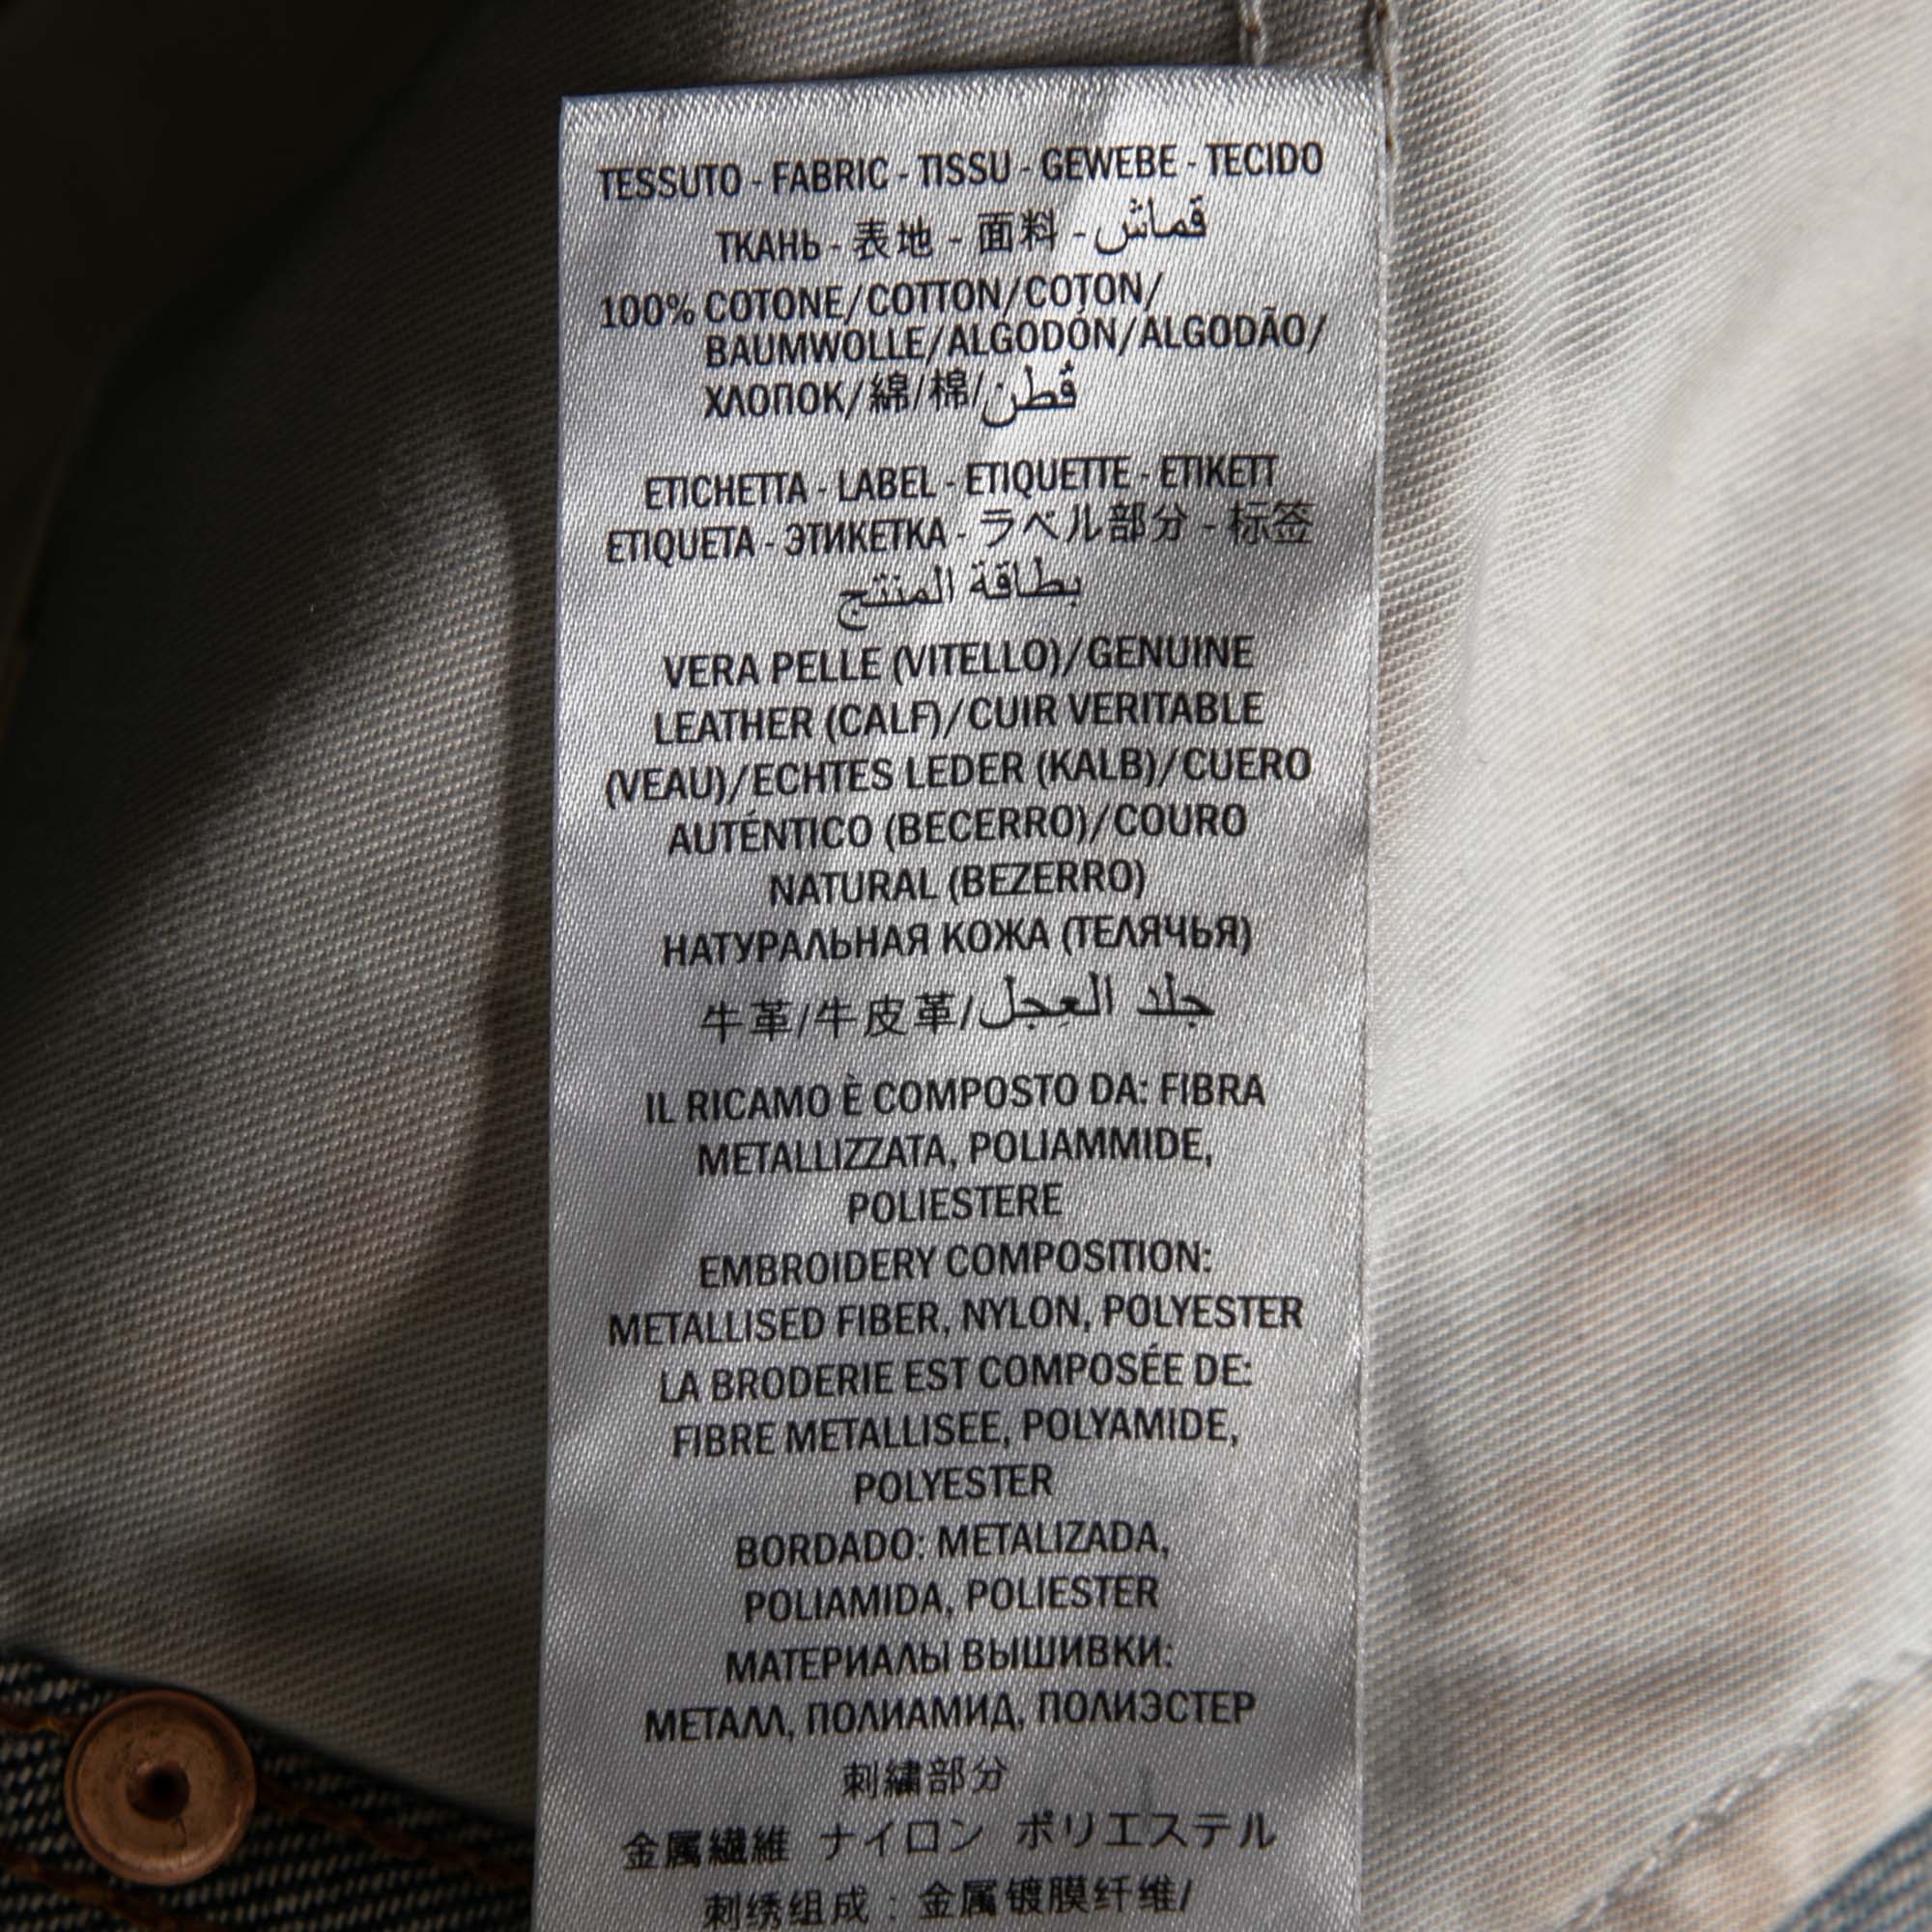 TESSUTO - FABRIC - TISSU - GEWEBE - TECIDO
ТКАНЬ - 表地 - 面料 - قماش
100% COTONE/COTTON/COTON/
BAUMWOLLE/ALGODÓN/ALGODÃO/
ХЛОПОК/綿/棉/قُطن
ETICHETTA - LABEL - ETIQUETTE - ETIKETT
ETIQUETA - ЭТИКЕТКА - ラベル部分 - 标签
بطاقة المنتج
VERA PELLE (VITELLO)/GENUINE
LEATHER (CALF)/CUIR VERITABLE
(VEAU)/ECHTES LEDER (KALB)/CUERO
AUTÉNTICO (BECERRO)/COURO
NATURAL (BEZERRO)
НАТУРАЛЬНАЯ КОЖА (ТЕЛЯЧЬЯ)
牛革/牛皮革/جلد العِجل
IL RICAMO È COMPOSTO DA: FIBRA
METALLIZZATA, POLIAMMIDE,
POLIESTERE
EMBROIDERY COMPOSITION:
METALLISED FIBER, NYLON, POLYESTER
LA BRODERIE EST COMPOSÉE DE:
FIBRE METALLISEE, POLYAMIDE,
POLYESTER
BORDADO: METALIZADA,
POLIAMIDA, POLIESTER
МАТЕРИАЛЫ ВЫШИВКИ:
МЕТАЛЛ, ПОЛИАМИД, ПОЛИЭСТЕР
刺繍部分
金属繊維 ナイロン ポリエステル
刺绣组成：金属镀膜纤维/